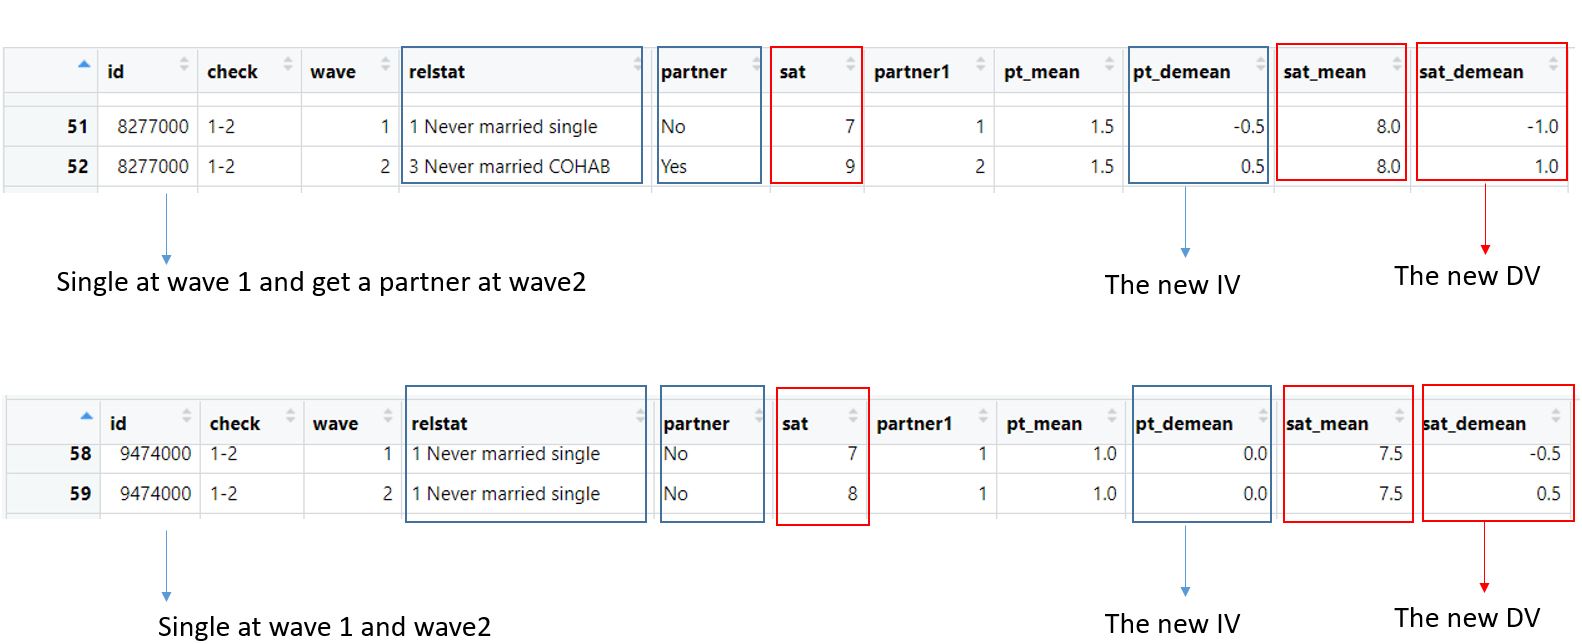 id check wave relstat partner sat partner1 pt_mean pt_demean sat_mean sat_demean
51 8277000 1-2 1 1 Never married single No 7 1 1.5 -0.5 8.0 -1.0
52 8277000 1-2 2 3 Never married COHAB Yes 9 2 1.5 0.5 8.0 1.0
Single at wave 1 and get a partner at wave2
The new IV
The new DV
id check wave relstat partner sat partner1 pt_mean pt_demean sat_mean sat_demean
58 9474000 1-2 1 1 Never married single No 7 1 1.0 0.0 7.5 -0.5
59 9474000 1-2 2 1 Never married single No 8 1 1.0 0.0 7.5 0.5
Single at wave 1 and wave2
The new IV
The new DV